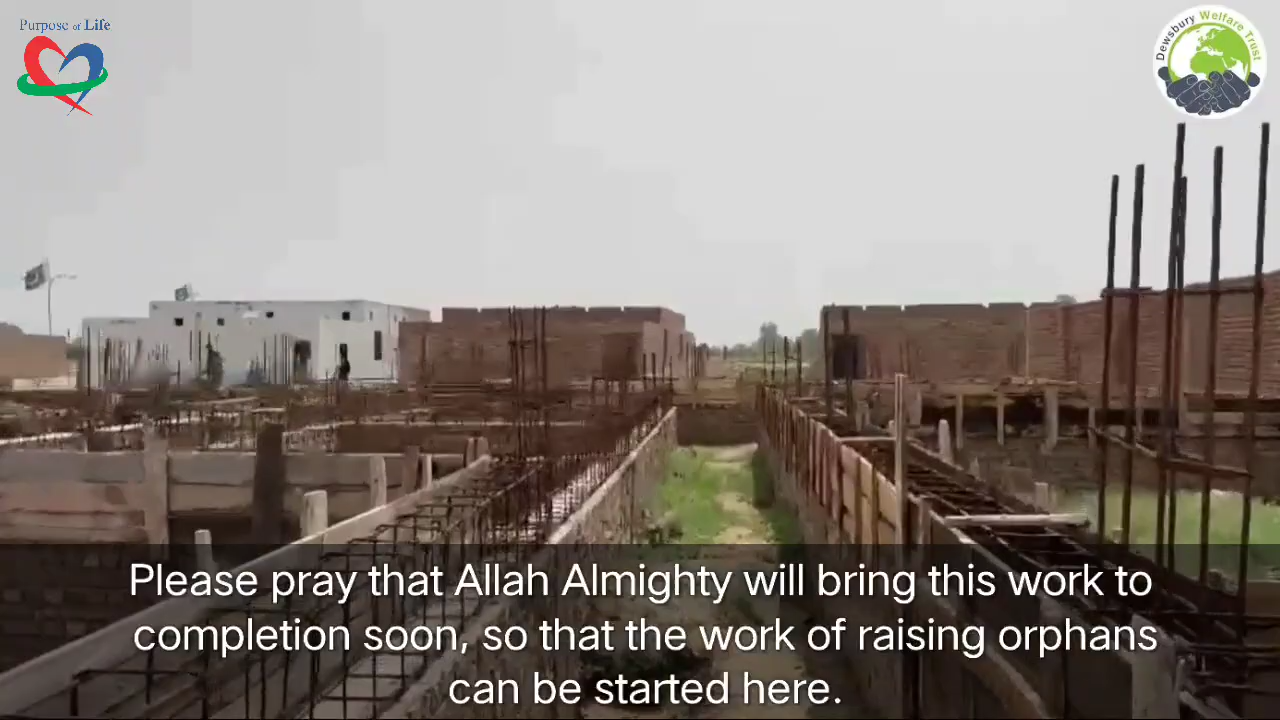 Purpose of Life
Dewsbury Welfare Trust
Please pray that Allah Almighty will bring this work to
completion soon, so that the work of raising orphans
can be started here.